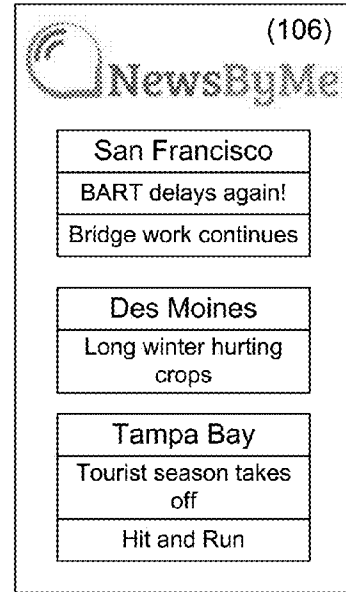 (106)
NewsByMe
San Francisco
BART delays again!
Bridge work continues
Des Moines
Long winter hurting
crops
Tampa Bay
Tourist season takes
off
Hit and Run